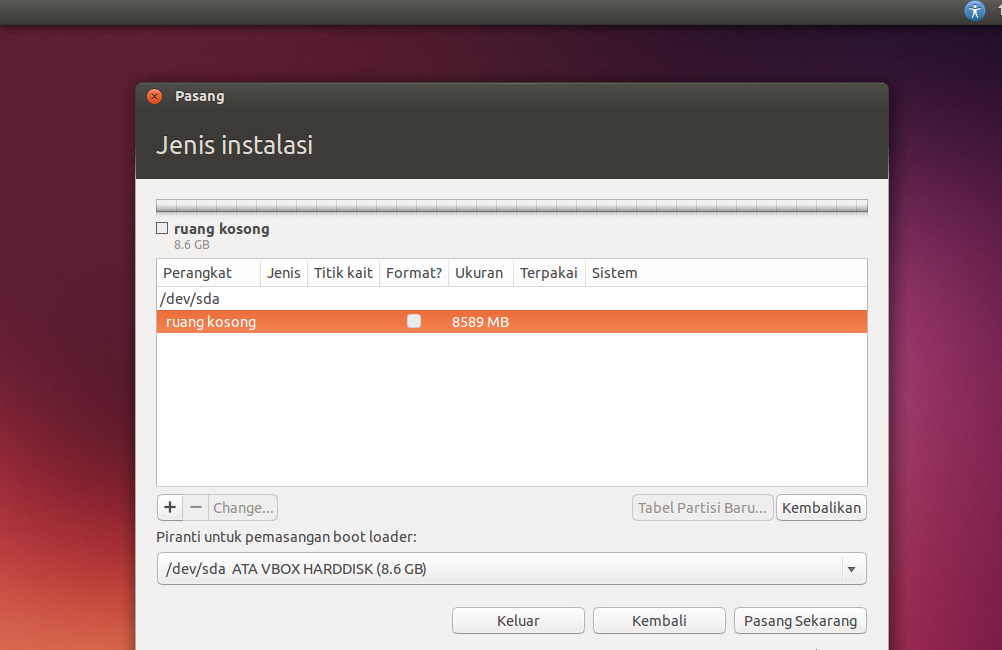 Pasang
Jenis instalasi
ruang kosong
8.6 GB
Perangkat Jenis Titik kait Format? Ukuran Terpakai Sistem
/dev/sda
ruang kosong 8589 MB
+ − Change... Tabel Partisi Baru... Kembalikan
Piranti untuk pemasangan boot loader:
/dev/sda ATA VBOX HARDDISK (8.6 GB)
Keluar Kembali Pasang Sekarang